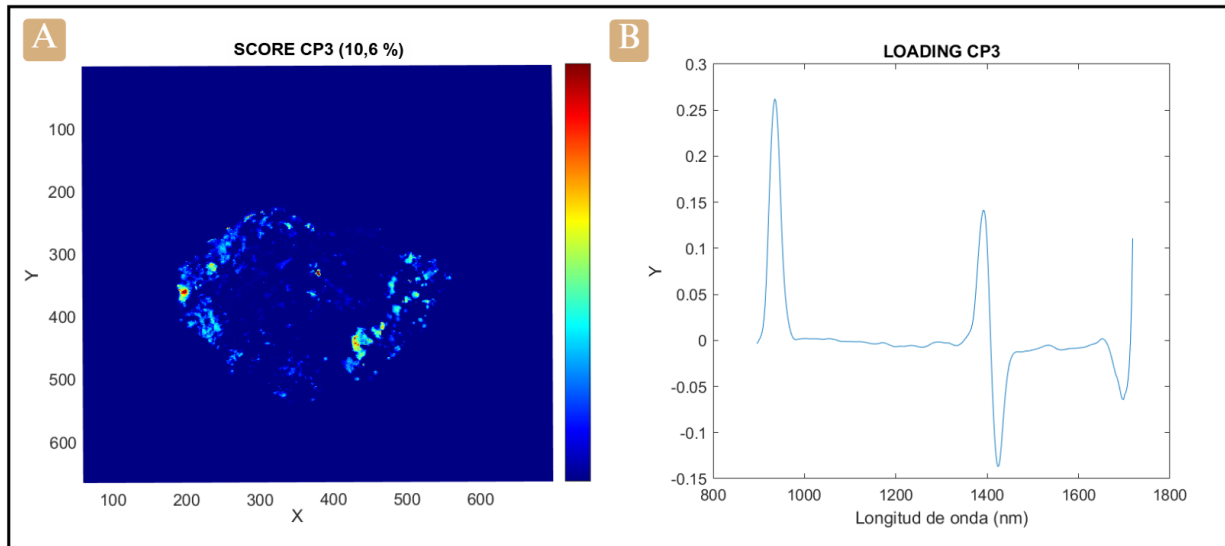 A
SCORE CP3 (10,6 %)
100
200
300
400
500
600
Y
100 200 300 400 500 600
X
B
LOADING CP3
0.3
0.25
0.2
0.15
0.1
0.05
0
-0.05
-0.1
-0.15
Y
800 1000 1200 1400 1600 1800
Longitud de onda (nm)